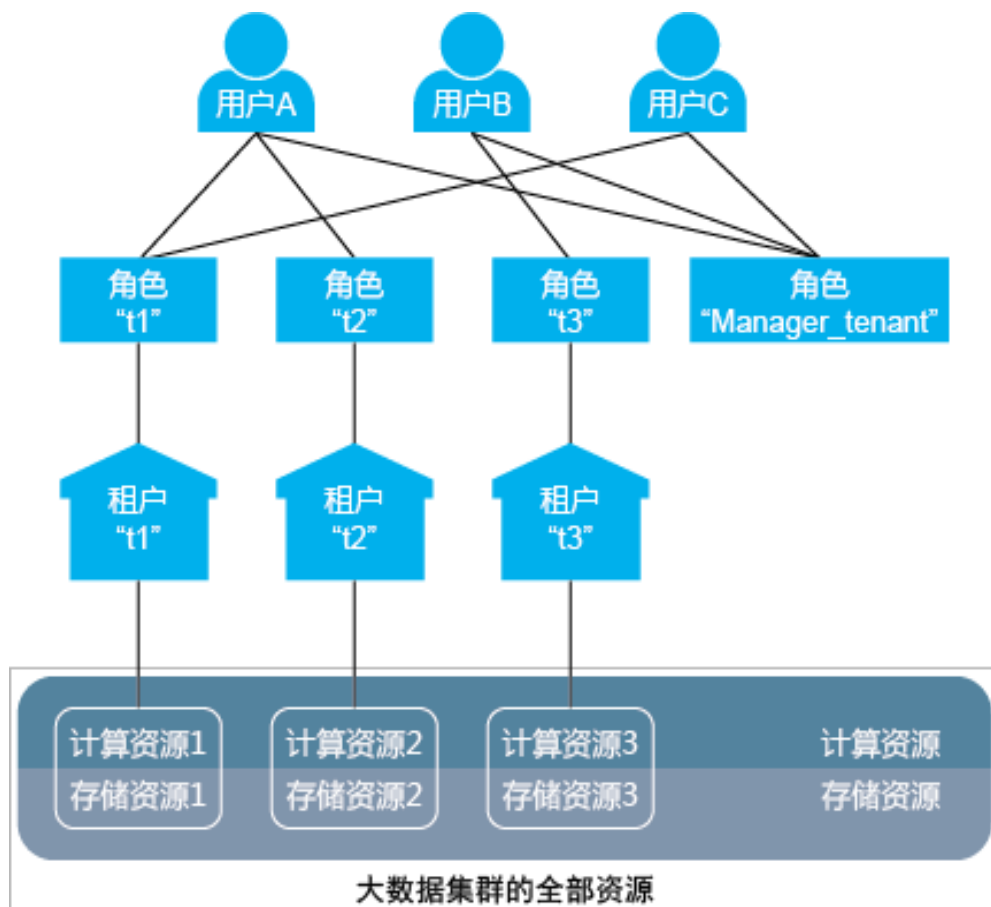 用户A
用户B
用户C
角色
“t1”
角色
“t2”
角色
“t3”
角色
“Manager_tenant”
租户
“t1”
租户
“t2”
租户
“t3”
计算资源1
存储资源1
计算资源2
存储资源2
计算资源3
存储资源3
计算资源
存储资源
大数据集群的全部资源